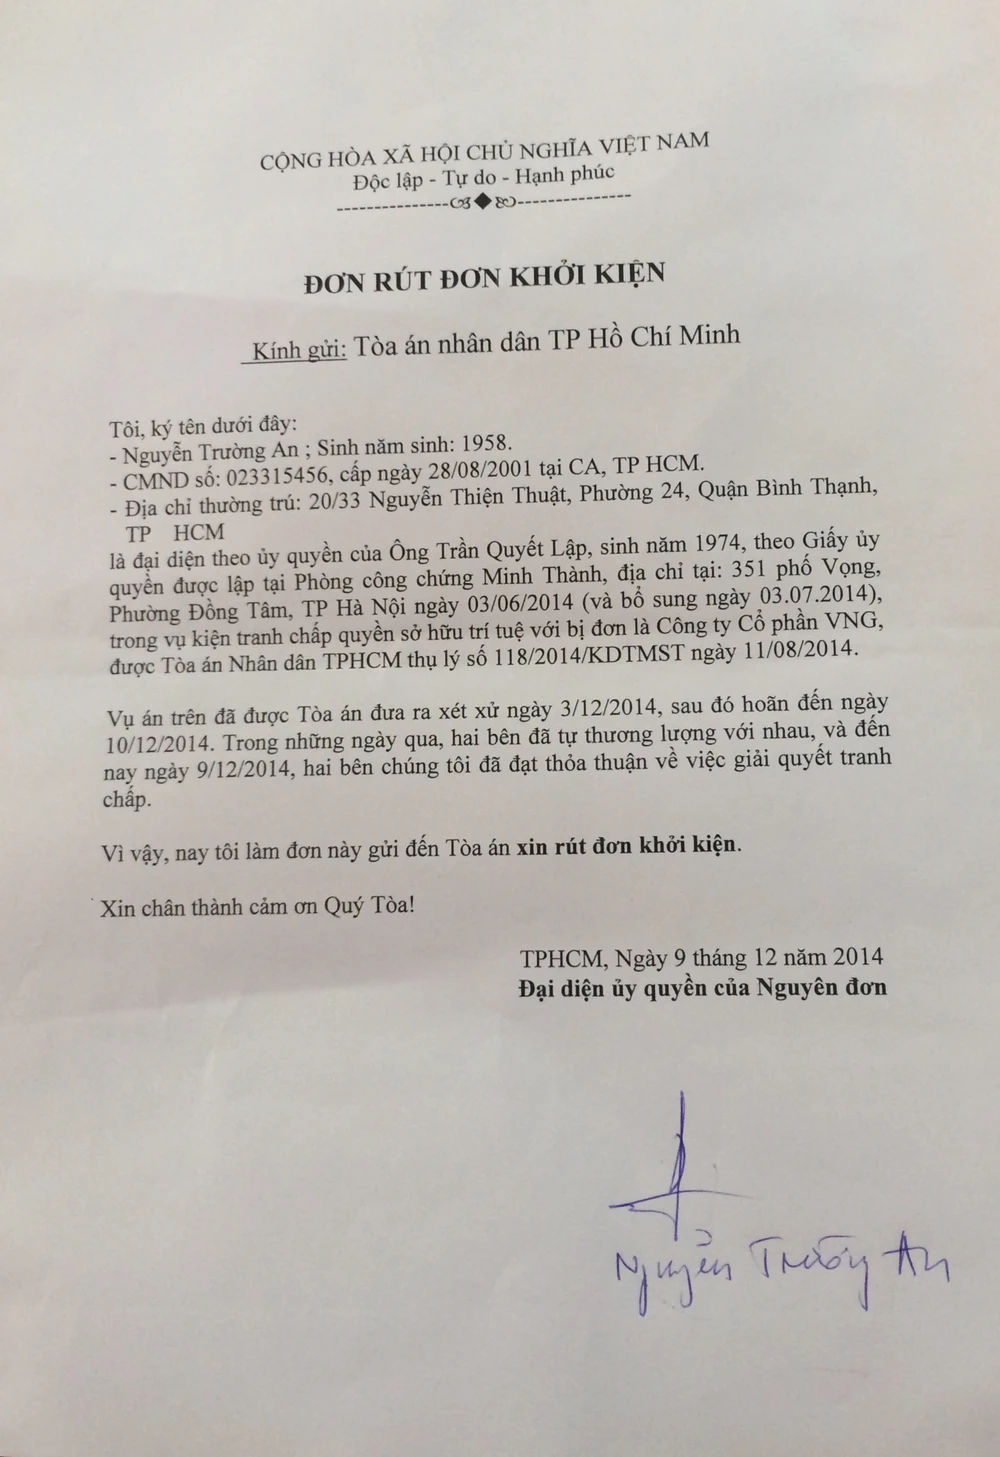 CỘNG HÒA XÃ HỘI CHỦ NGHĨA VIỆT NAM
Độc lập - Tự do - Hạnh phúc
ĐƠN RÚT ĐƠN KHỞI KIỆN
Kính gửi: Tòa án nhân dân TP Hồ Chí Minh
Tôi, ký tên dưới đây:
- Nguyễn Trường An ; Sinh năm sinh: 1958.
- CMND số: 023315456, cấp ngày 28/08/2001 tại CA, TP HCM.
- Địa chỉ thường trú: 20/33 Nguyễn Thiện Thuật, Phường 24, Quận Bình Thạnh,
TP HCM
là đại diện theo ủy quyền của Ông Trần Quyết Lập, sinh năm 1974, theo Giấy ủy
quyền được lập tại Phòng công chứng Minh Thành, địa chỉ tại: 351 phố Vọng,
Phường Đồng Tâm, TP Hà Nội ngày 03/06/2014 (và bổ sung ngày 03.07.2014),
trong vụ kiện tranh chấp quyền sở hữu trí tuệ với bị đơn là Công ty Cổ phần VNG,
được Tòa án Nhân dân TPHCM thụ lý số 118/2014/KDTMST ngày 11/08/2014.
Vụ án trên đã được Tòa án đưa ra xét xử ngày 3/12/2014, sau đó hoãn đến ngày
10/12/2014. Trong những ngày qua, hai bên đã tự thương lượng với nhau, và đến
nay ngày 9/12/2014, hai bên chúng tôi đã đạt thỏa thuận về việc giải quyết tranh
chấp.
Vì vậy, nay tôi làm đơn này gửi đến Tòa án xin rút đơn khởi kiện.
Xin chân thành cảm ơn Quý Tòa!
TPHCM, Ngày 9 tháng 12 năm 2014
Đại diện ủy quyền của Nguyên đơn
Nguyễn Trường An